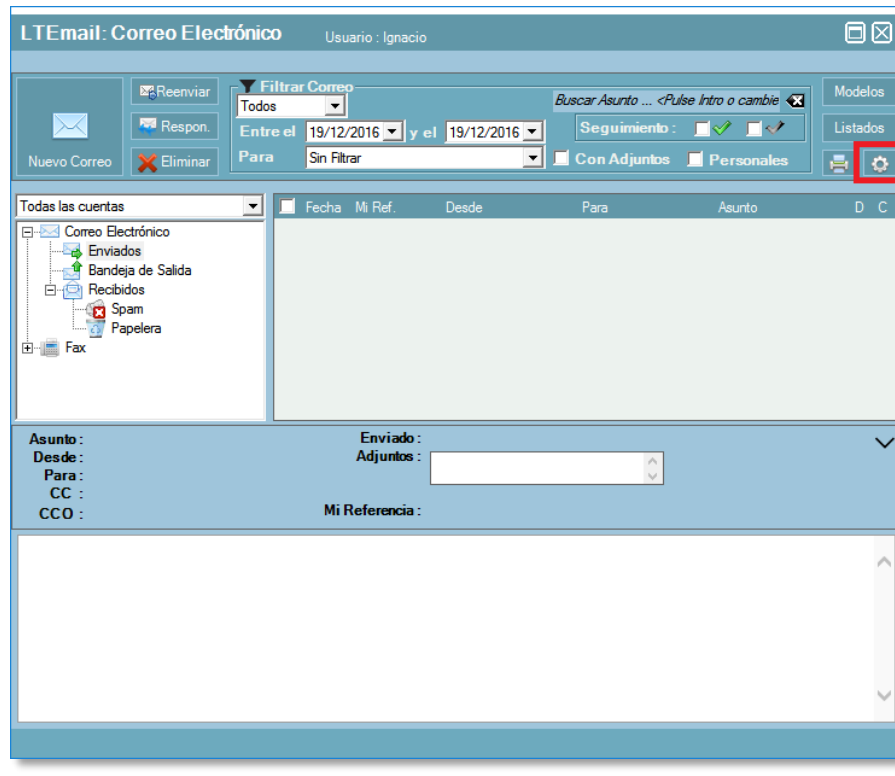 LTEmail: Correo Electrónico Usuario : Ignacio
Reenviar
Filtrar Correo
Modelos
Todos
Buscar Asunto ... <Pulse Intro o cambie
Respon.
Entre el 19/12/2016 y el 19/12/2016
Seguimiento :
Listados
Nuevo Correo
Eliminar
Para Sin Filtrar
Con Adjuntos Personales
Todas las cuentas
Fecha Mi Ref. Desde Para Asunto D C
Correo Electrónico
Enviados
Bandeja de Salida
Recibidos
Spam
Papelera
Fax
Asunto : Enviado :
Desde : Adjuntos :
Para :
CC :
CCO : Mi Referencia :